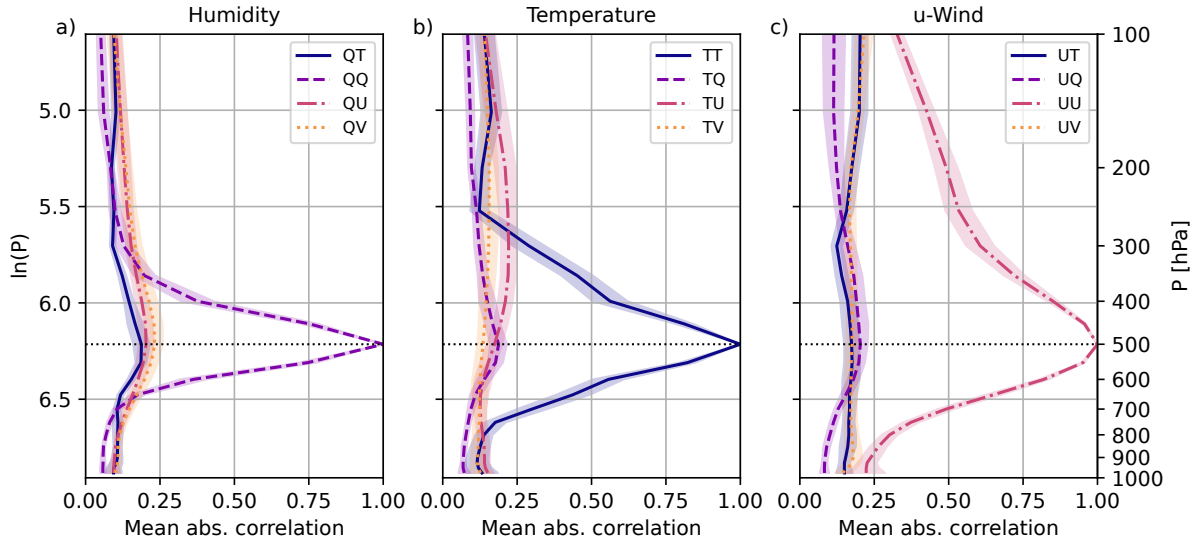 Humidity
Temperature
u-Wind
a)
b)
c)
QT
QQ
QU
QV
TT
TQ
TU
TV
UT
UQ
UU
UV
ln(P)
5.0
5.5
6.0
6.5
100
200
300
400
500
600
700
800
900
1000
P [hPa]
0.00 0.25 0.50 0.75 1.00
0.00 0.25 0.50 0.75 1.00
0.00 0.25 0.50 0.75 1.00
Mean abs. correlation
Mean abs. correlation
Mean abs. correlation